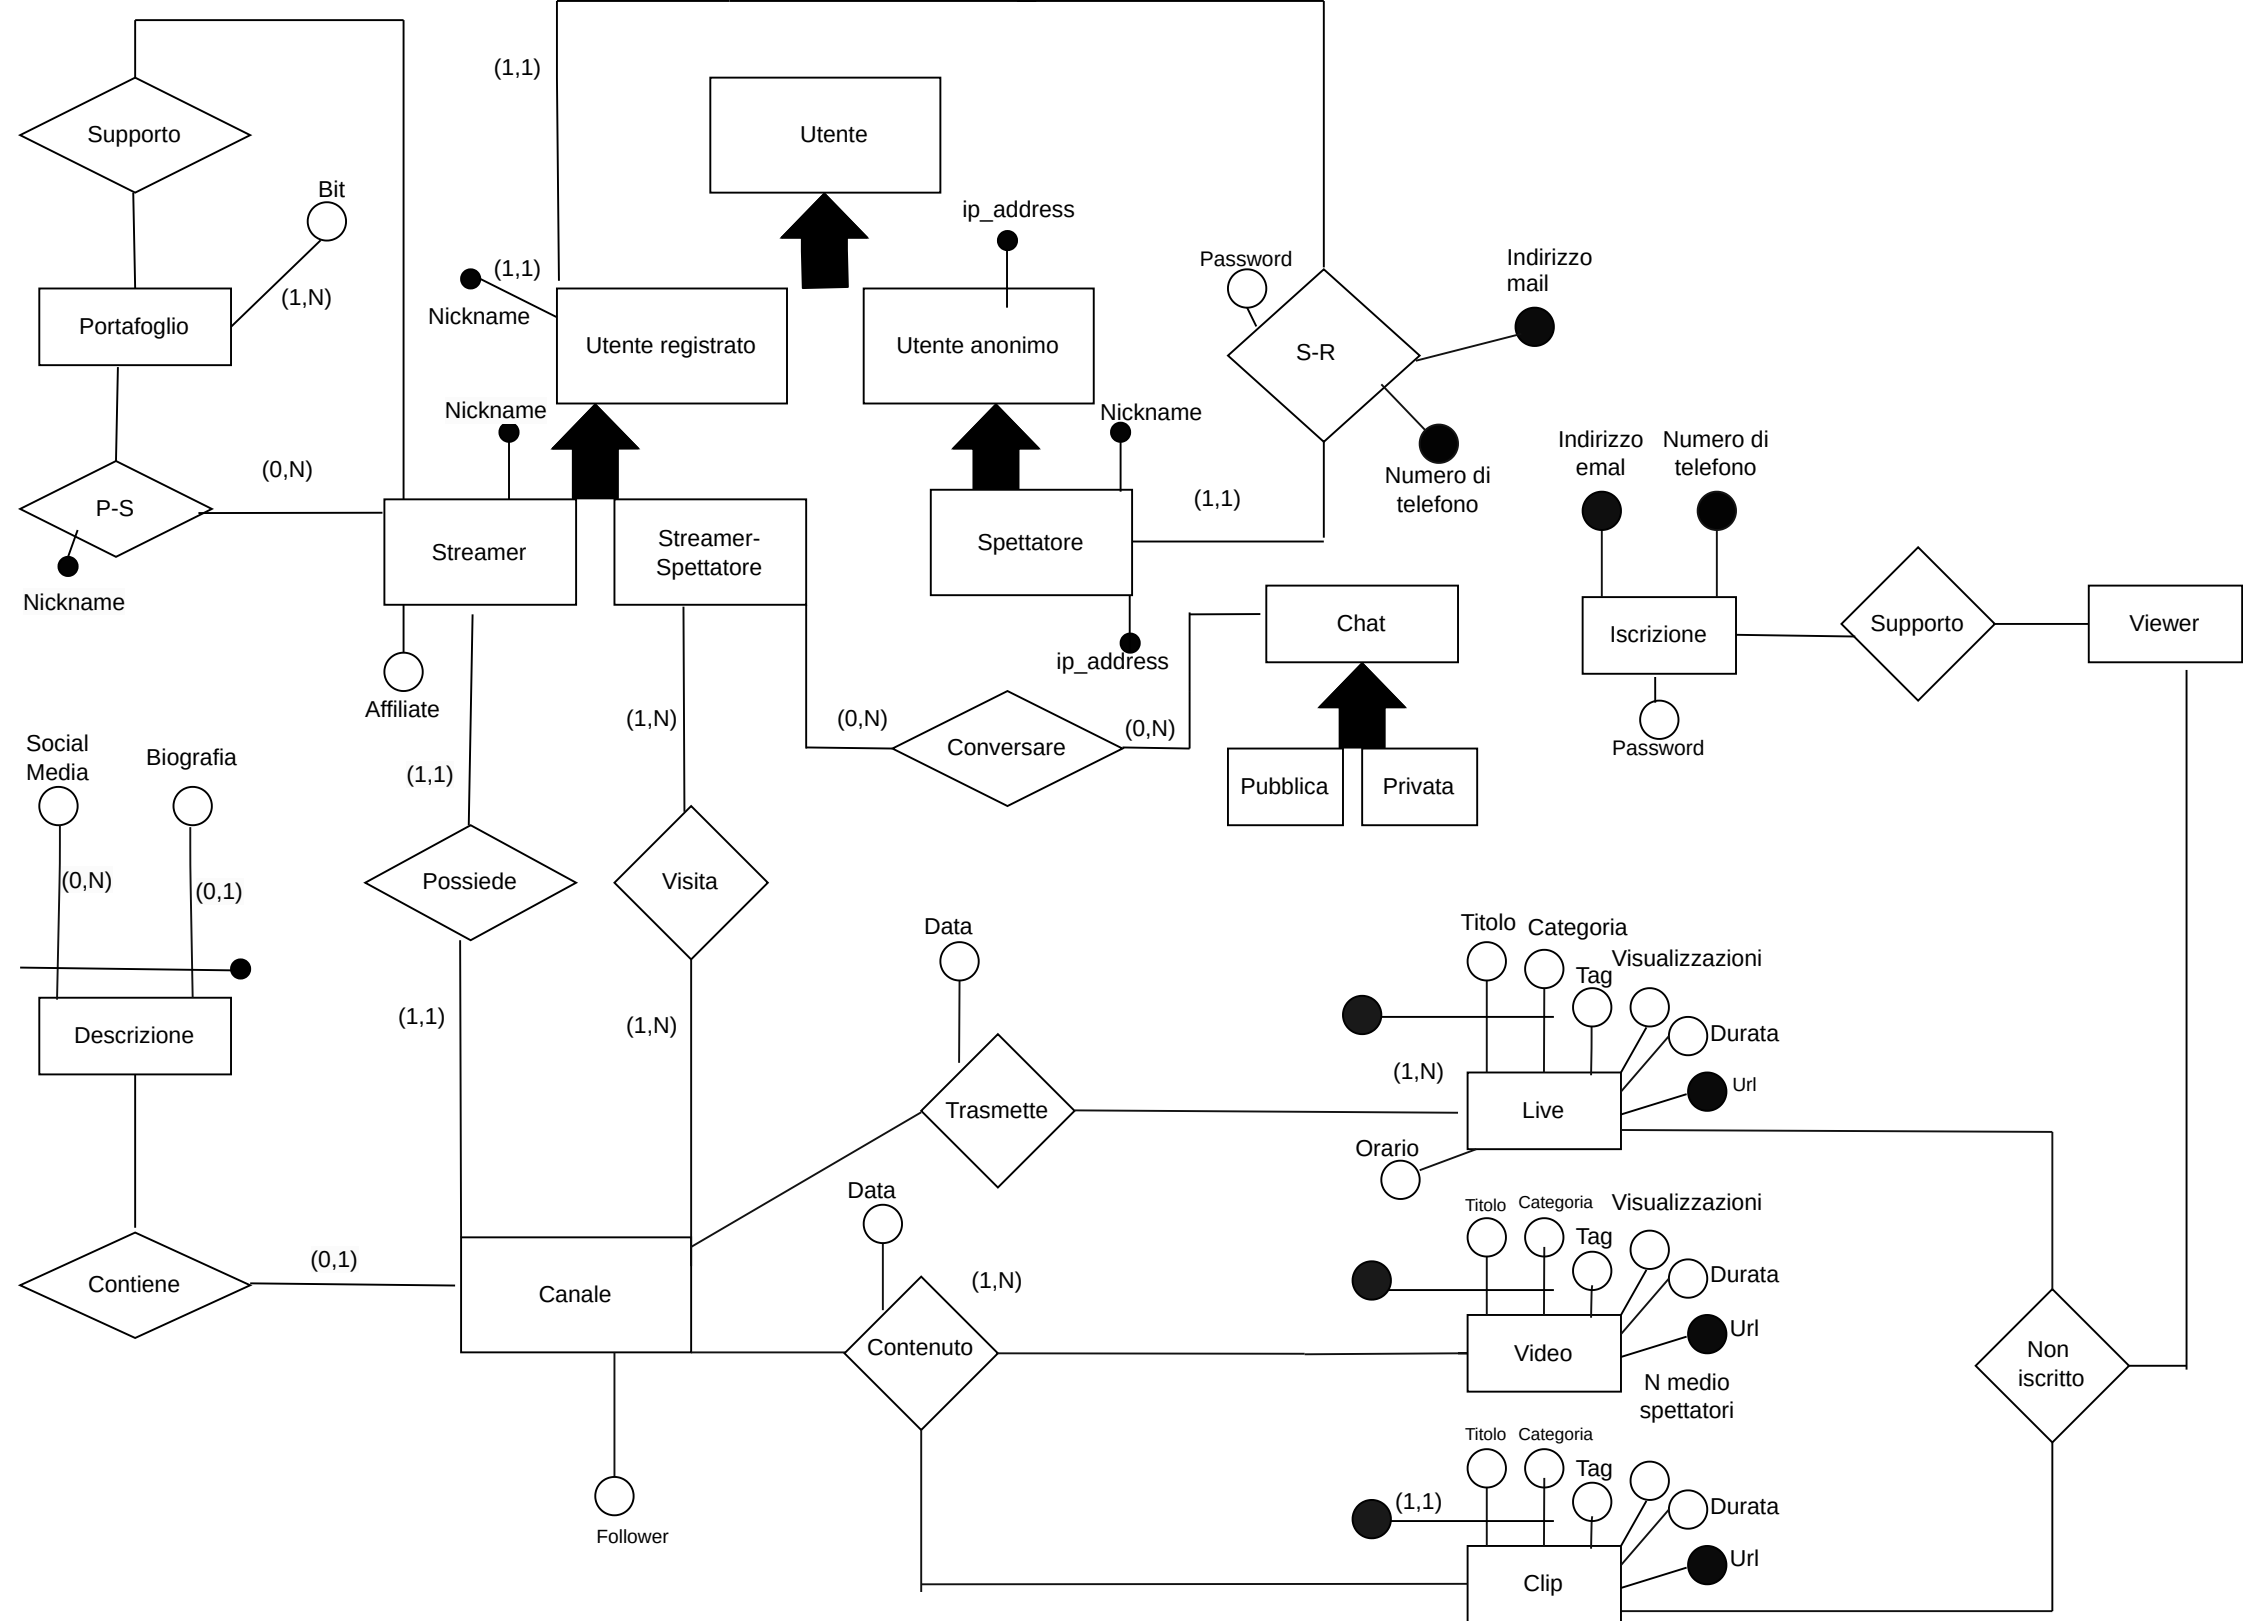 (1,1)
Utente
Supporto
Bit
ip_address
Password
Indirizzo
mail
(1,1)
(1,N)
Nickname
Portafoglio
Utente registrato
Utente anonimo
S-R
Nickname
Nickname
Indirizzo
emal
Numero di
telefono
(0,N)
Numero di
telefono
(1,1)
P-S
Streamer
Streamer-
Spettatore
Spettatore
Nickname
Chat
Iscrizione
Supporto
Viewer
ip_address
Affiliate
(1,N)
(0,N)
(0,N)
Social
Media
Biografia
Conversare
Password
(1,1)
Pubblica
Privata
(0,N)
(0,1)
Possiede
Visita
Data
Titolo
Categoria
Visualizzazioni
Tag
(1,1)
(1,N)
Descrizione
Durata
(1,N)
Url
Trasmette
Live
Orario
Data
Titolo
Categoria
Visualizzazioni
Tag
(0,1)
Contiene
Canale
(1,N)
Durata
Url
Contenuto
Video
Non
iscritto
N medio
spettatori
Titolo
Categoria
Tag
(1,1)
Durata
Follower
Url
Clip